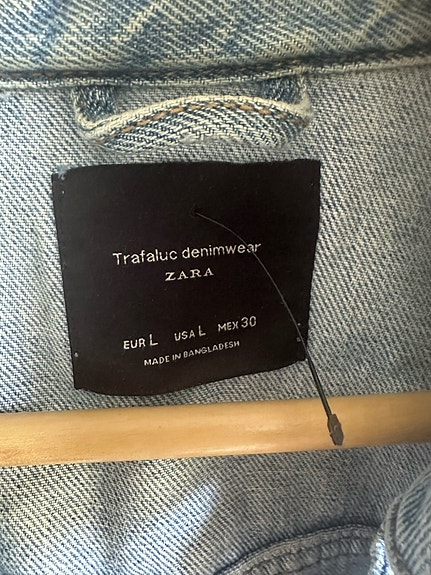 Trafaluc denimwear
ZARA
EUR L USA L MEX 30
MADE IN BANGLADESH